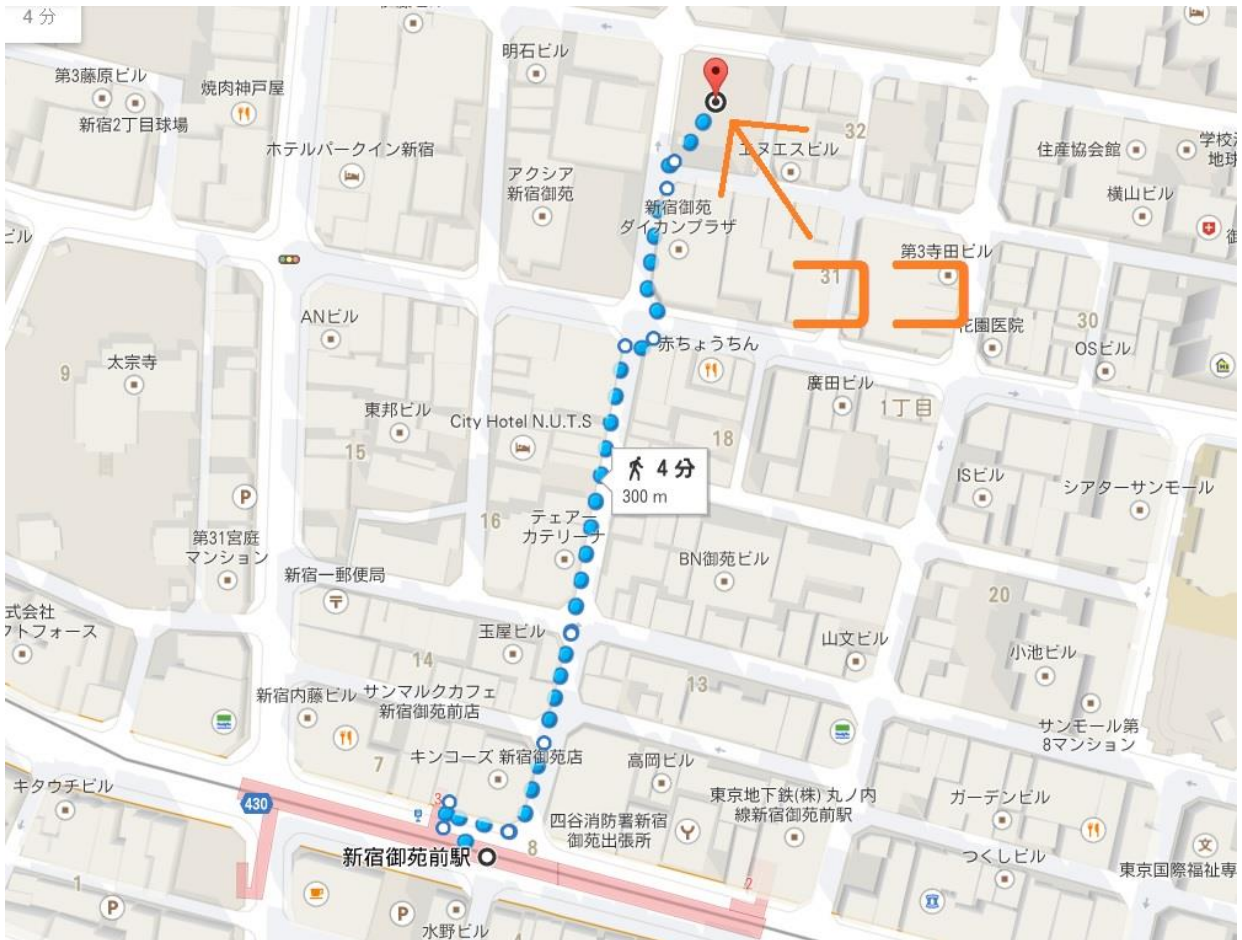 4 分
明石ビル
第3藤原ビル
焼肉神戸屋
新宿2丁目球場
ホテルパークイン新宿
32
エヌエスビル
住産協会館
アクシア
新宿御苑
横山ビル
新宿御苑
ダイカンプラザ
第3寺田ビル
31
ココ
花園医院
30
ANビル
赤ちょうちん
OSビル
9
太宗寺
廣田ビル
1丁目
東邦ビル
City Hotel N.U.T.S
18
15
4 分
300 m
ISビル
シアターサンモール
P
16
テェアー
カテリーナ
第31宮庭
マンション
BN御苑ビル
新宿一郵便局
20
式会社
クトフォース
玉屋ビル
山文ビル
小池ビル
14
13
新宿内藤ビル
サンマルクカフェ
新宿御苑前店
サンモール第
8マンション
7
キンコーズ 新宿御苑店
高岡ビル
キタウチビル
430
3
東京地下鉄(株) 丸ノ内
線新宿御苑前駅
ガーデンビル
四谷消防署新宿
御苑出張所
新宿御苑前駅
8
つくしビル
東京国際福祉専
1
2
P
P
水野ビル
4